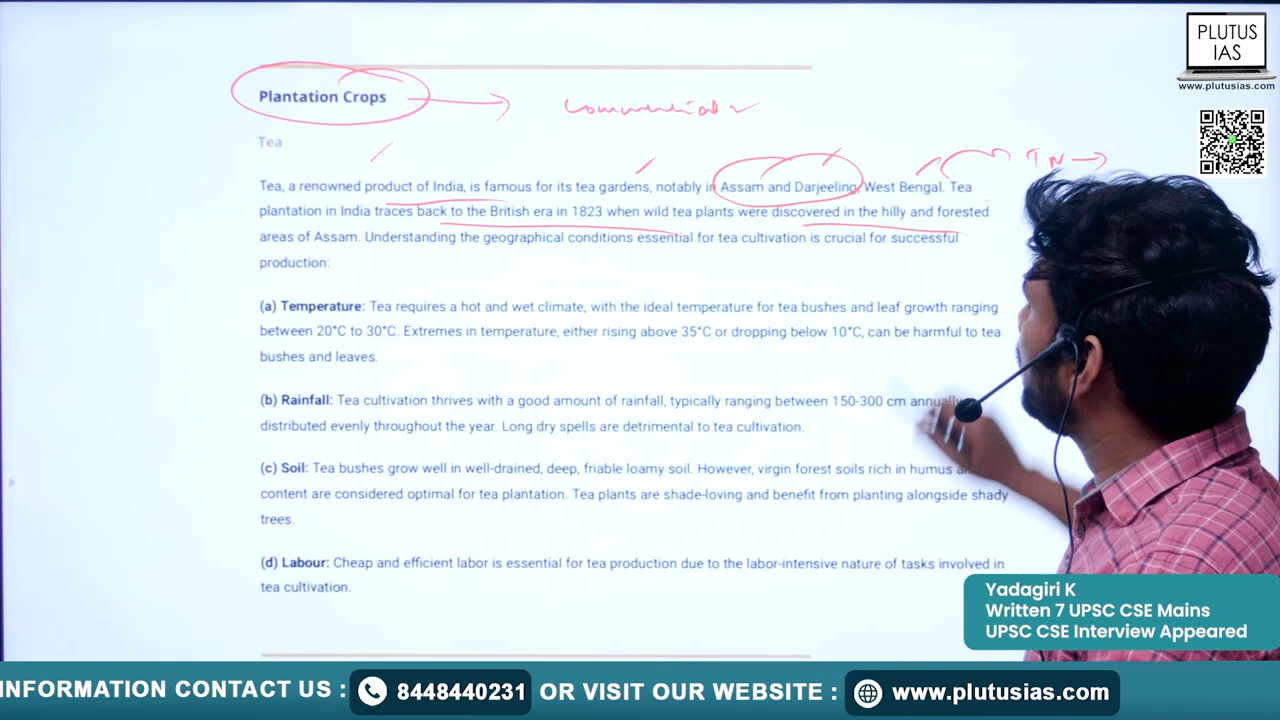 PLUTUS
IAS
www.plutusias.com
Plantation Crops
commercial
Tea
TN
Tea, a renowned product of India, is famous for its tea gardens, notably in Assam and Darjeeling, West Bengal. Tea
plantation in India traces back to the British era in 1823 when wild tea plants were discovered in the hilly and forested
areas of Assam. Understanding the geographical conditions essential for tea cultivation is crucial for successful
production:
(a) Temperature: Tea requires a hot and wet climate, with the ideal temperature for tea bushes and leaf growth ranging
between 20°C to 30°C. Extremes in temperature, either rising above 35°C or dropping below 10°C, can be harmful to tea
bushes and leaves.
(b) Rainfall: Tea cultivation thrives with a good amount of rainfall, typically ranging between 150-300 cm annually
distributed evenly throughout the year. Long dry spells are detrimental to tea cultivation.
(c) Soil: Tea bushes grow well in well-drained, deep, friable loamy soil. However, virgin forest soils rich in humus
content are considered optimal for tea plantation. Tea plants are shade-loving and benefit from planting alongside shady
trees.
(d) Labour: Cheap and efficient labor is essential for tea production due to the labor-intensive nature of tasks involved in
tea cultivation.
Yadagiri K
Written 7 UPSC CSE Mains
UPSC CSE Interview Appeared
INFORMATION CONTACT US : 8448440231 OR VISIT OUR WEBSITE : www.plutusias.com